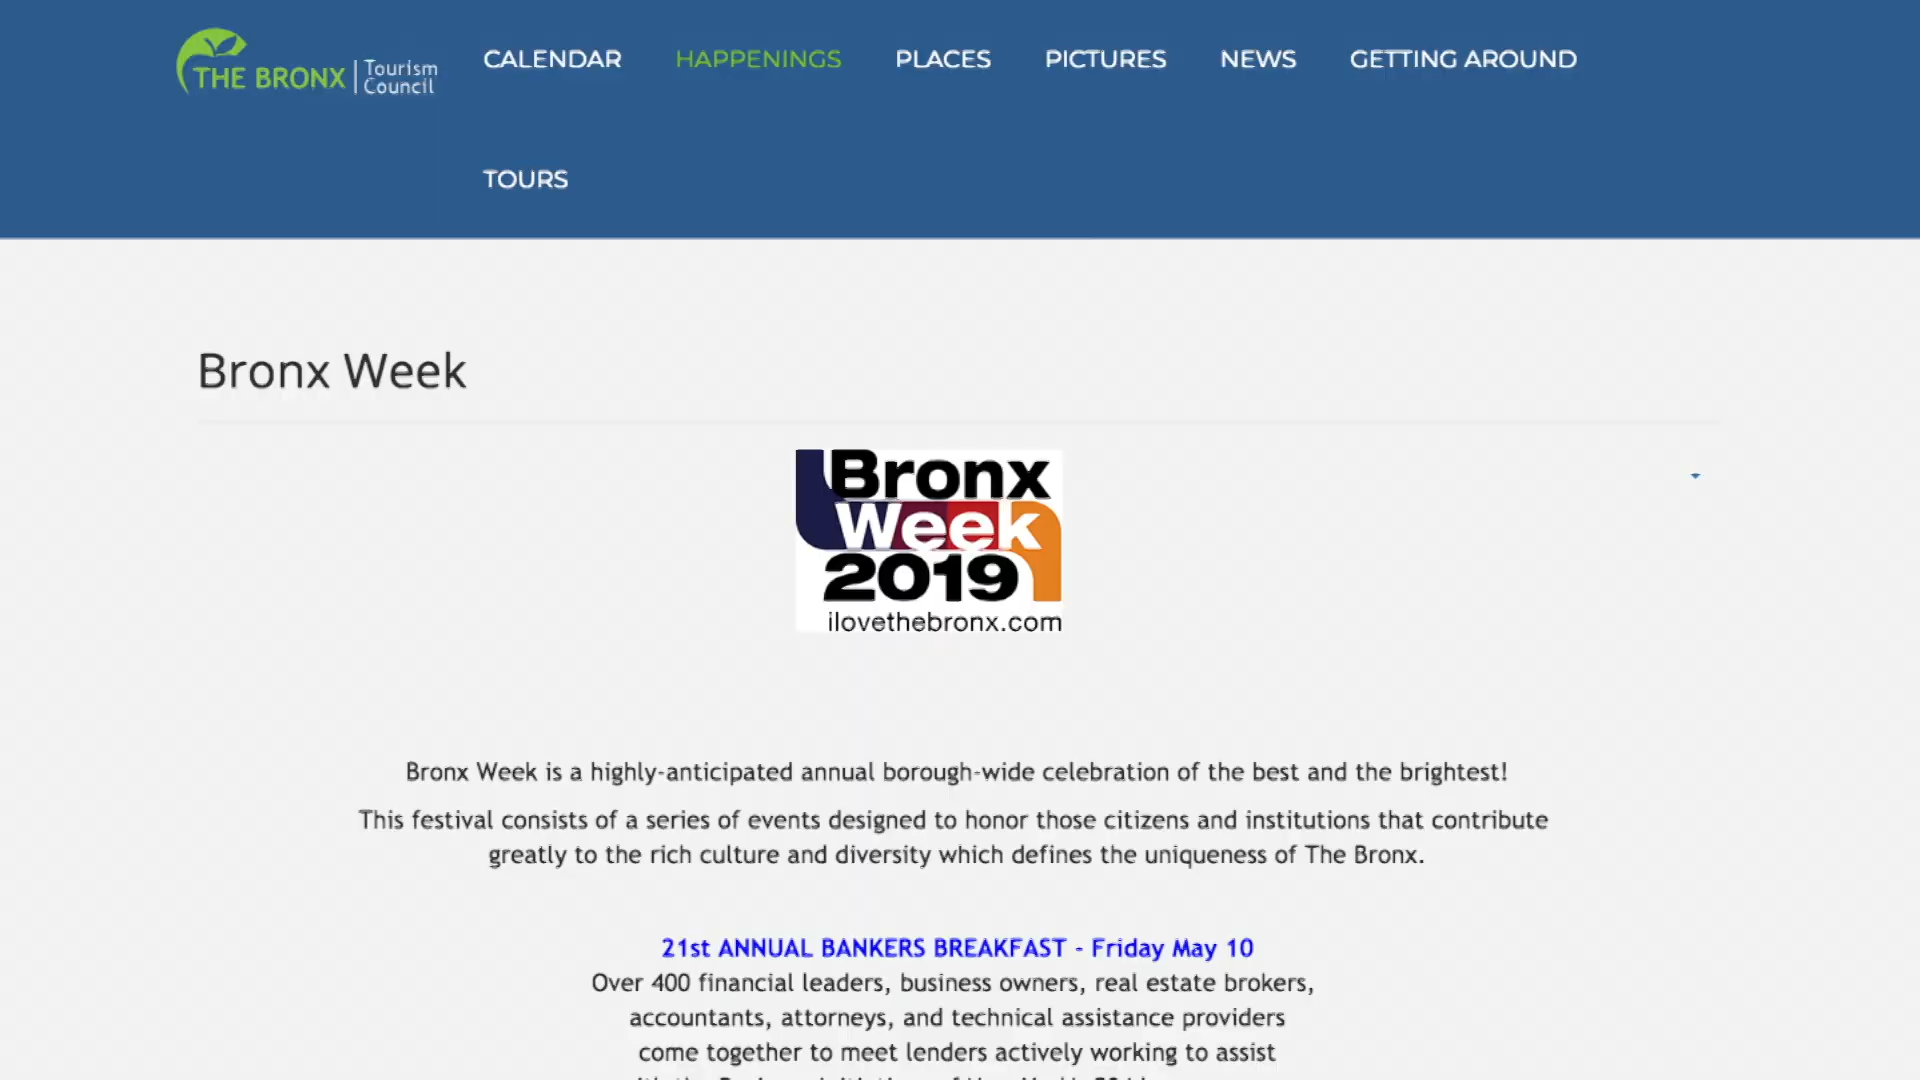 THE BRONX Tourism Council
CALENDAR HAPPENINGS PLACES PICTURES NEWS GETTING AROUND
TOURS
Bronx Week
Bronx
Week
2019
ilovethebronx.com
Bronx Week is a highly-anticipated annual borough-wide celebration of the best and the brightest!
This festival consists of a series of events designed to honor those citizens and institutions that contribute
greatly to the rich culture and diversity which defines the uniqueness of The Bronx.
21st ANNUAL BANKERS BREAKFAST - Friday May 10
Over 400 financial leaders, business owners, real estate brokers,
accountants, attorneys, and technical assistance providers
come together to meet lenders actively working to assist